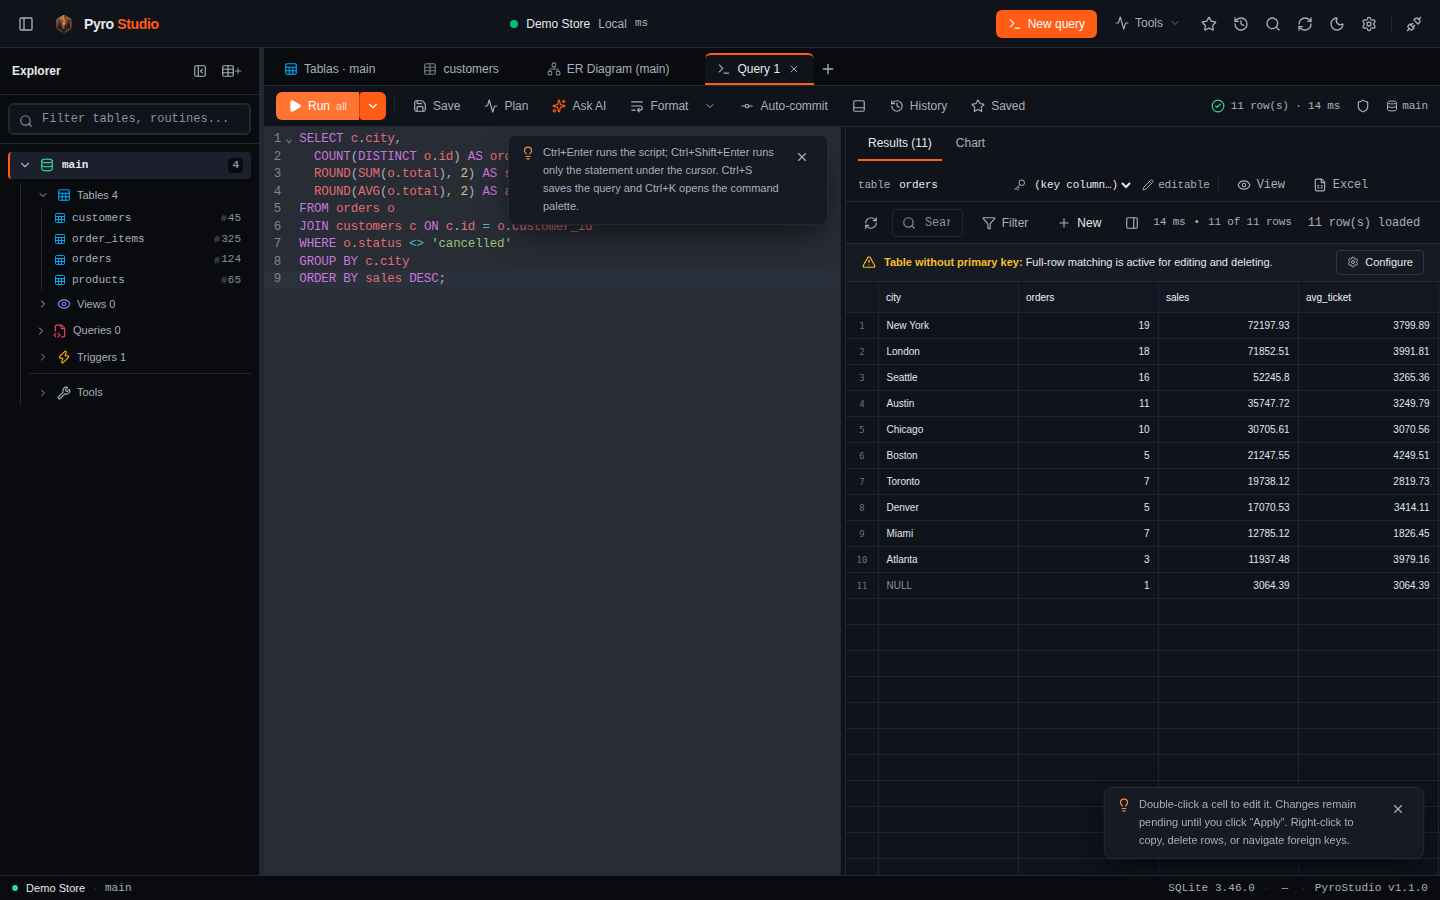 Pyro Studio
Demo Store Local ms
New query
Tools
Explorer
Tablas · main
customers
ER Diagram (main)
Query 1
Filter tables, routines...
Run all
Save
Plan
Ask AI
Format
Auto-commit
History
Saved
11 row(s) · 14 ms
main
main 4
Tables 4
customers #45
order_items #325
orders #124
products #65
Views 0
Queries 0
Triggers 1
Tools
1 SELECT c.city,
2 COUNT(DISTINCT o.id) AS ord
3 ROUND(SUM(o.total), 2) AS s
4 ROUND(AVG(o.total), 2) AS a
5 FROM orders o
6 JOIN customers c ON c.id = o.customer_id
7 WHERE o.status <> 'cancelled'
8 GROUP BY c.city
9 ORDER BY sales DESC;
Ctrl+Enter runs the script; Ctrl+Shift+Enter runs
only the statement under the cursor. Ctrl+S
saves the query and Ctrl+K opens the command
palette.
Results (11)
Chart
table orders
(key column…)
editable
View
Excel
Sear
Filter
New
14 ms • 11 of 11 rows
11 row(s) loaded
Table without primary key: Full-row matching is active for editing and deleting.
Configure
city orders sales avg_ticket
1 New York 19 72197.93 3799.89
2 London 18 71852.51 3991.81
3 Seattle 16 52245.8 3265.36
4 Austin 11 35747.72 3249.79
5 Chicago 10 30705.61 3070.56
6 Boston 5 21247.55 4249.51
7 Toronto 7 19738.12 2819.73
8 Denver 5 17070.53 3414.11
9 Miami 7 12785.12 1826.45
10 Atlanta 3 11937.48 3979.16
11 NULL 1 3064.39 3064.39
Double-click a cell to edit it. Changes remain
pending until you click “Apply”. Right-click to
copy, delete rows, or navigate foreign keys.
Demo Store · main
SQLite 3.46.0 · — · PyroStudio v1.1.0